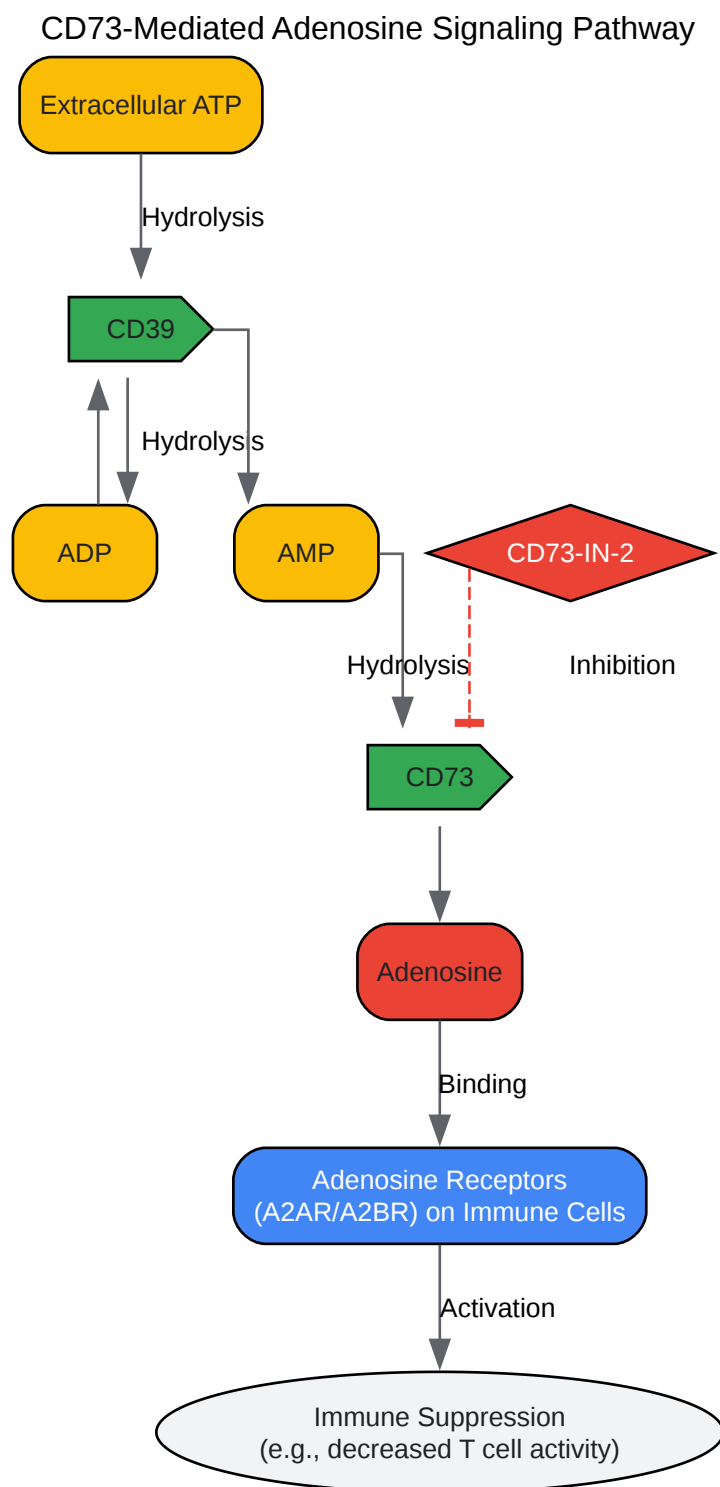 CD73-Mediated Adenosine Signaling Pathway
Extracellular ATP
Hydrolysis
CD39
Hydrolysis
ADP
AMP
CD73-IN-2
Hydrolysis
Inhibition
CD73
Adenosine
Binding
Adenosine Receptors
(A2AR/A2BR) on Immune Cells
Activation
Immune Suppression
(e.g., decreased T cell activity)